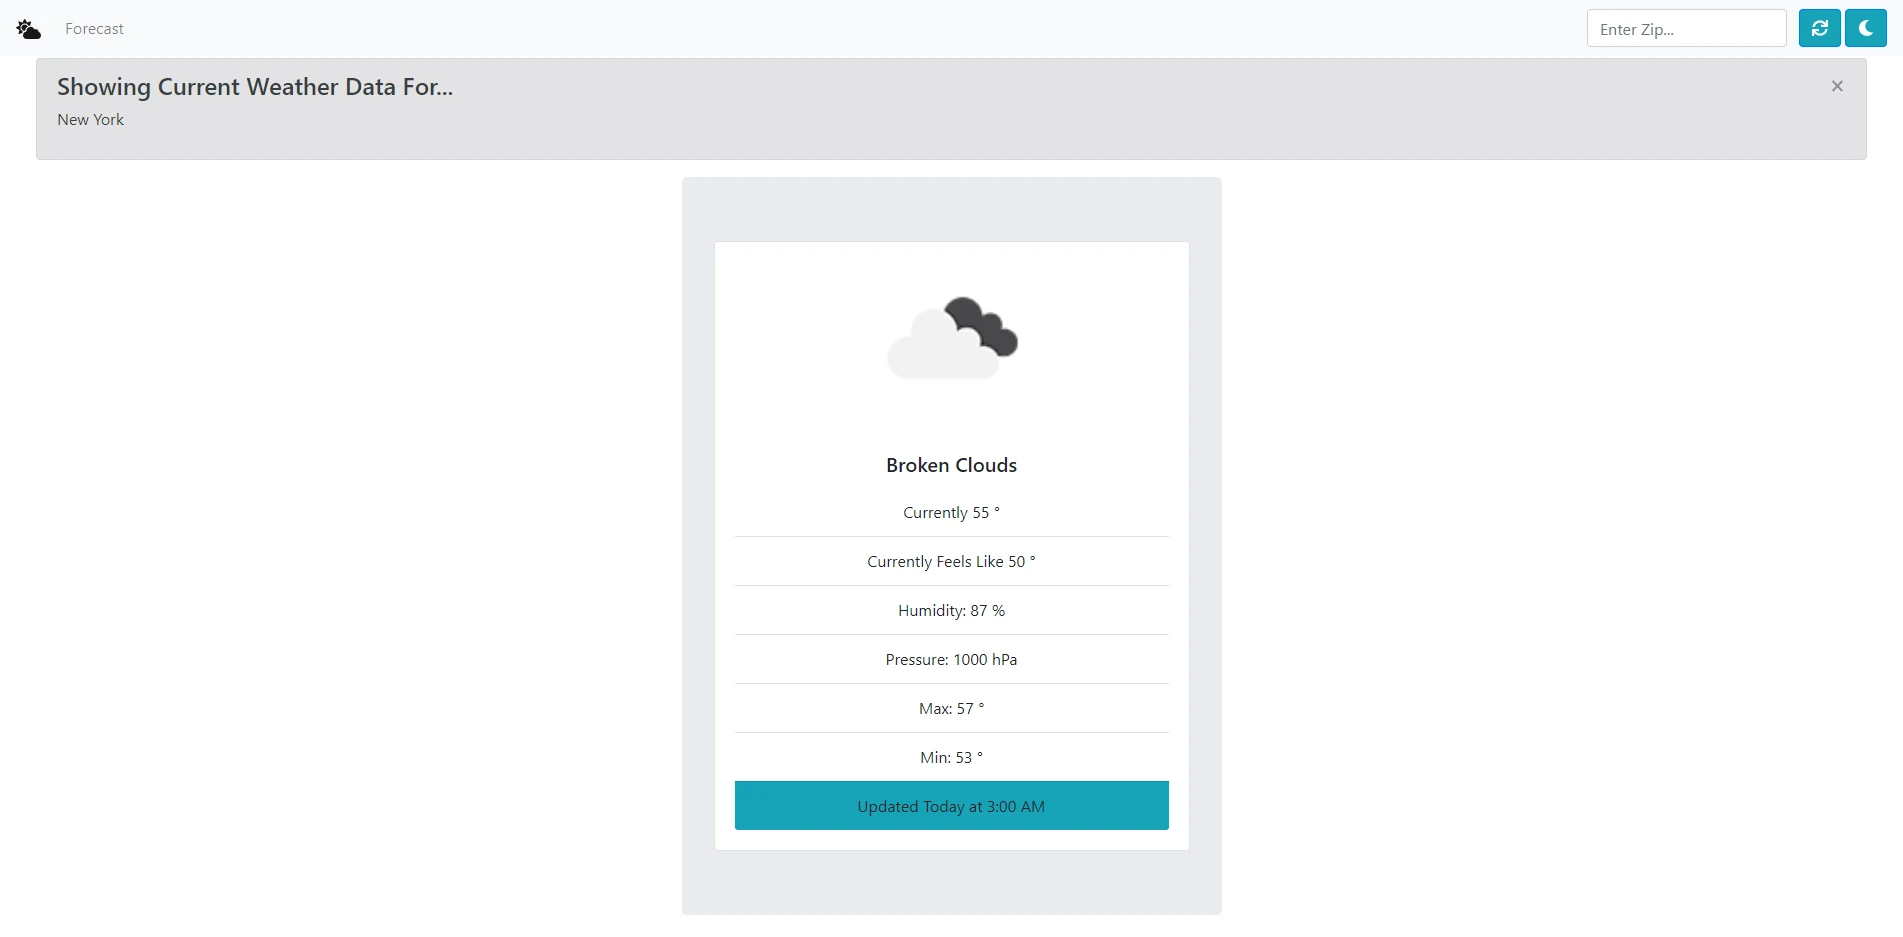 Forecast
Enter Zip...
Showing Current Weather Data For...
×
New York
Broken Clouds
Currently 55 °
Currently Feels Like 50 °
Humidity: 87 %
Pressure: 1000 hPa
Max: 57 °
Min: 53 °
Updated Today at 3:00 AM